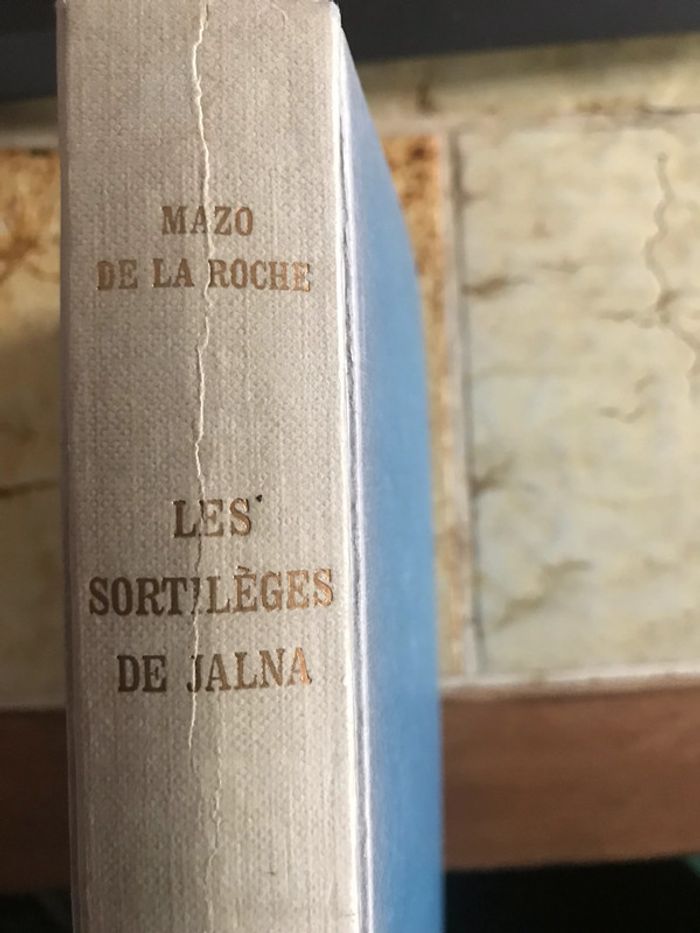 MAZO
DE LA ROCHE
LES
SORTILÈGES
DE JALNA